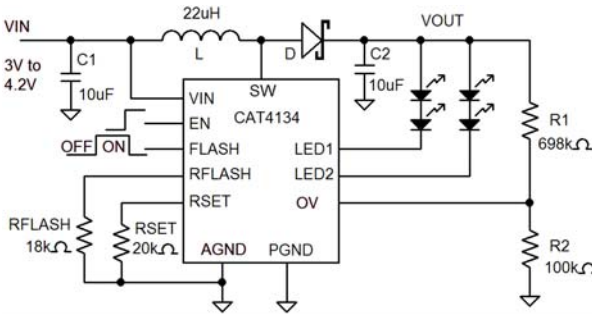 VIN
22uH
VOUT
L
D
C1
C2
3V to
4.2V
10uF
10uF
SW
VIN
CAT4134
EN
R1
698kΩ
OFF
ON
FLASH
LED1
RFLASH
LED2
RSET
OV
RFLASH
18kΩ
RSET
20kΩ
AGND
PGND
R2
100kΩ